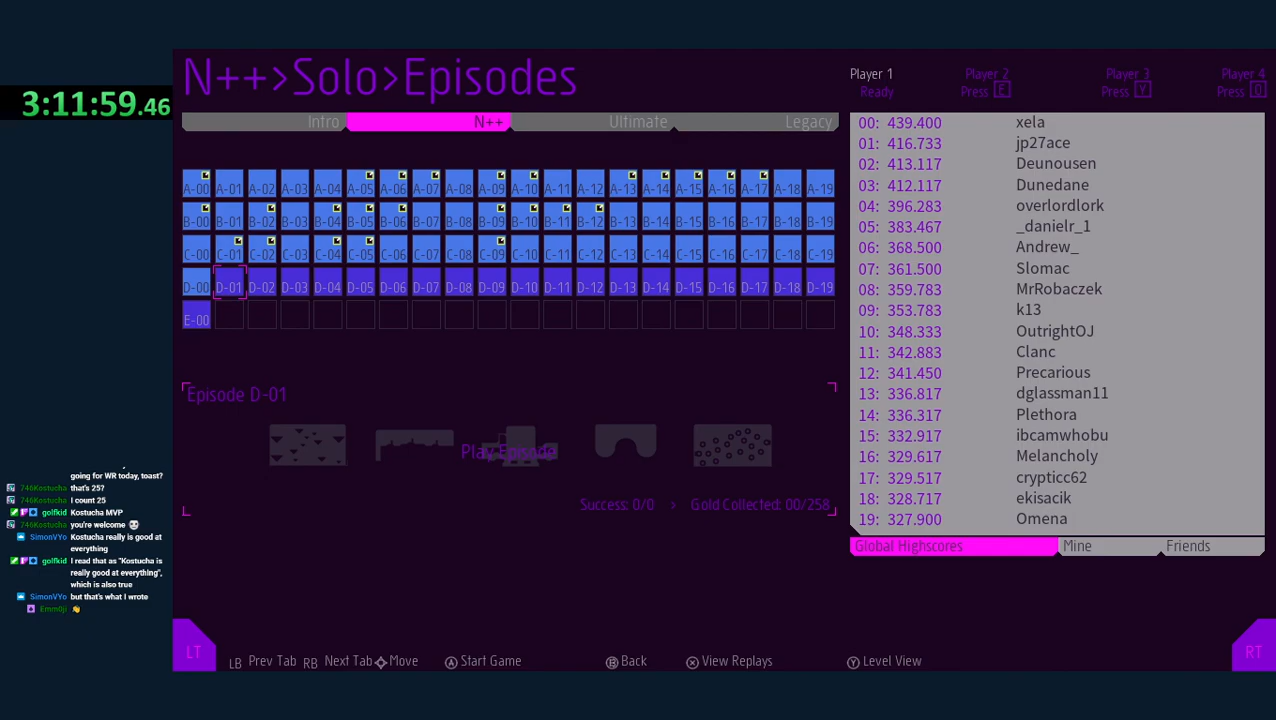 N++>Solo>Episodes
Player 1
Ready
Player 2
Press E
Player 3
Press Y
Player 4
Press O
3:11:59.46
Intro N++ Ultimate Legacy
A-00 A-01 A-02 A-03 A-04 A-05 A-06 A-07 A-08 A-09 A-10 A-11 A-12 A-13 A-14 A-15 A-16 A-17 A-18 A-19
B-00 B-01 B-02 B-03 B-04 B-05 B-06 B-07 B-08 B-09 B-10 B-11 B-12 B-13 B-14 B-15 B-16 B-17 B-18 B-19
C-00 C-01 C-02 C-03 C-04 C-05 C-06 C-07 C-08 C-09 C-10 C-11 C-12 C-13 C-14 C-15 C-16 C-17 C-18 C-19
D-00 D-01 D-02 D-03 D-04 D-05 D-06 D-07 D-08 D-09 D-10 D-11 D-12 D-13 D-14 D-15 D-16 D-17 D-18 D-19
E-00
Episode D-01
Play Episode
Success: 0/0 > Gold Collected: 00/258
00: 439.400 xela
01: 416.733 jp27ace
02: 413.117 Deunousen
03: 412.117 Dunedane
04: 396.283 overlordlork
05: 383.467 _danielr_1
06: 368.500 Andrew_
07: 361.500 Slomac
08: 359.783 MrRobaczek
09: 353.783 k13
10: 348.333 OutrightOJ
11: 342.883 Clanc
12: 341.450 Precarious
13: 336.817 dglassman11
14: 336.317 Plethora
15: 332.917 ibcamwhobu
16: 329.617 Melancholy
17: 329.517 crypticc62
18: 328.717 ekisacik
19: 327.900 Omena
Global Highscores Mine Friends
going for WR today, toast?
746Kostucha that's 25?
746Kostucha I count 25
golfkid Kostucha MVP
746Kostucha you're welcome
SimonVYo Kostucha really is good at
everything
golfkid I read that as "Kostucha is
really good at everything",
which is also true
SimonVYo but that's what I wrote
Emm0ji
LT
LB Prev Tab RB Next Tab Move A Start Game B Back X View Replays Y Level View
RT